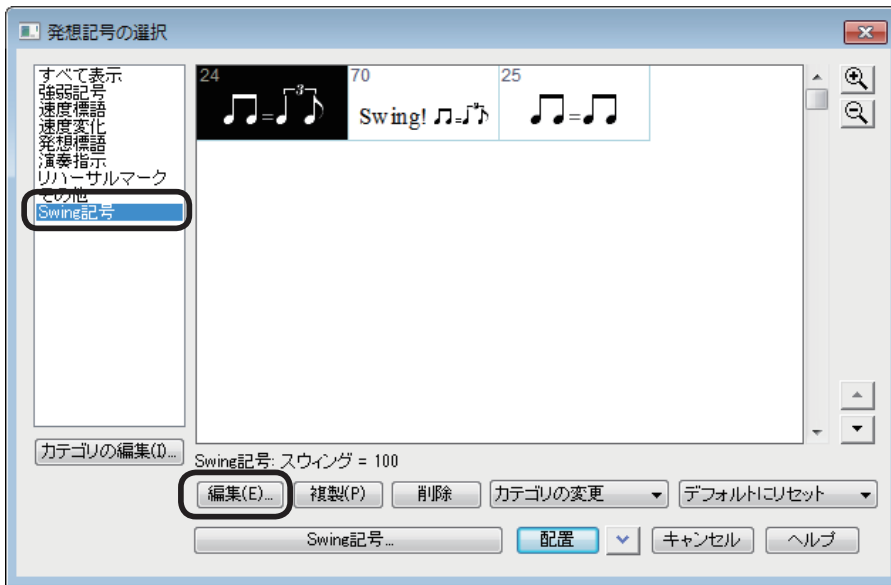 発想記号の選択
すべて表示
強弱記号
速度標語
速度変化
発想標語
演奏指示
リハーサルマーク
その他
Swing記号
24
70
25
♫=♩3♪
Swing! ♫=♩3♪
♫=♫
カテゴリの編集(I)...
Swing記号: スウィング = 100
編集(E)...
複製(P)
削除
カテゴリの変更
デフォルトにリセット
Swing記号...
配置
キャンセル
ヘルプ